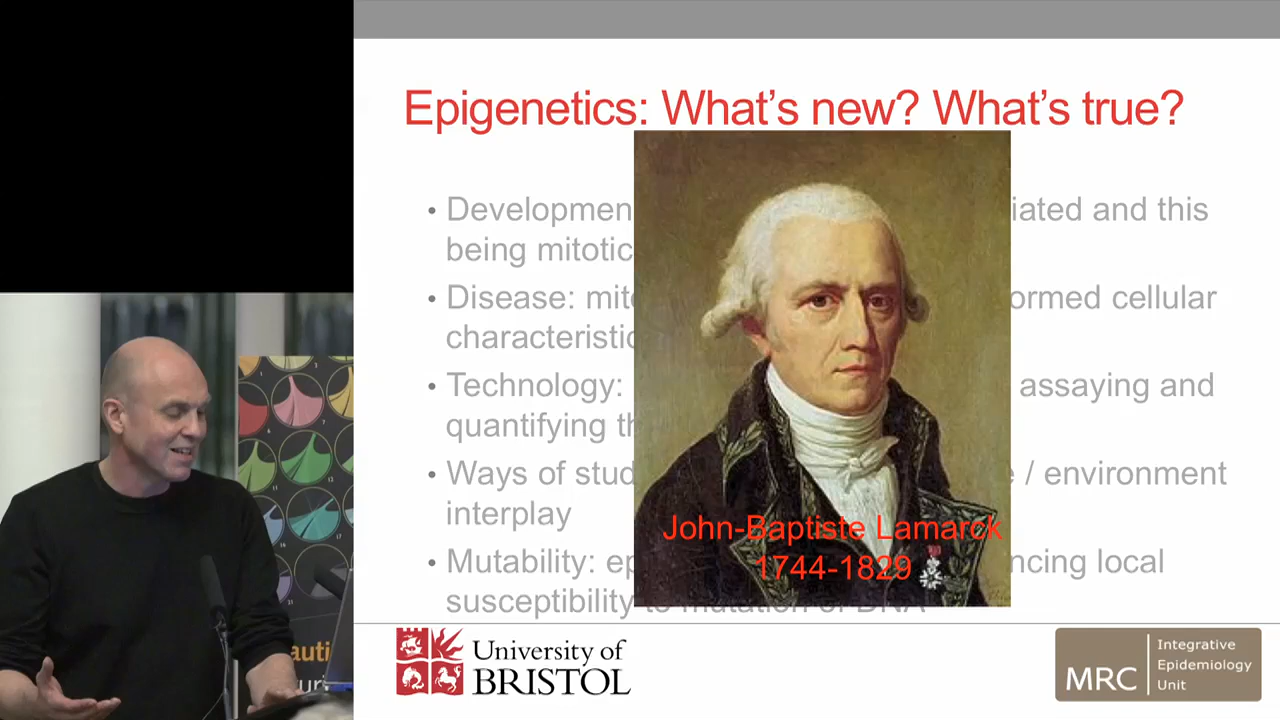 Epigenetics: What's new? What's true?
• Developmen iated and this
being mitotic
• Disease: mito ormed cellular
characteristic
• Technology: assaying and
quantifying th
• Ways of stud e / environment
interplay
• Mutability: ep ncing local
susceptibility to mutation of DNA
John-Baptiste Lamarck
1744-1829
University of
BRISTOL
MRC
Integrative
Epidemiology
Unit
auti